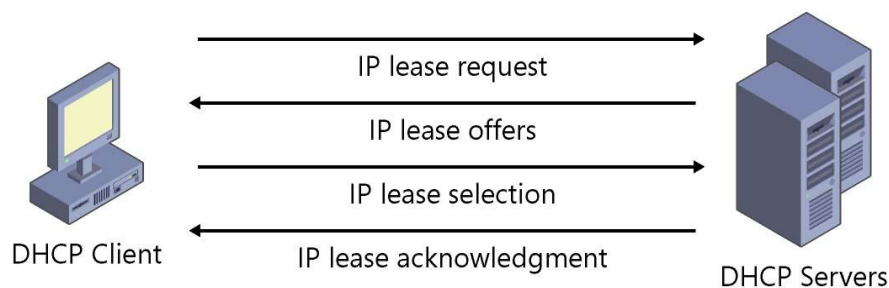 IP lease request
IP lease offers
IP lease selection
IP lease acknowledgment
DHCP Client
DHCP Servers